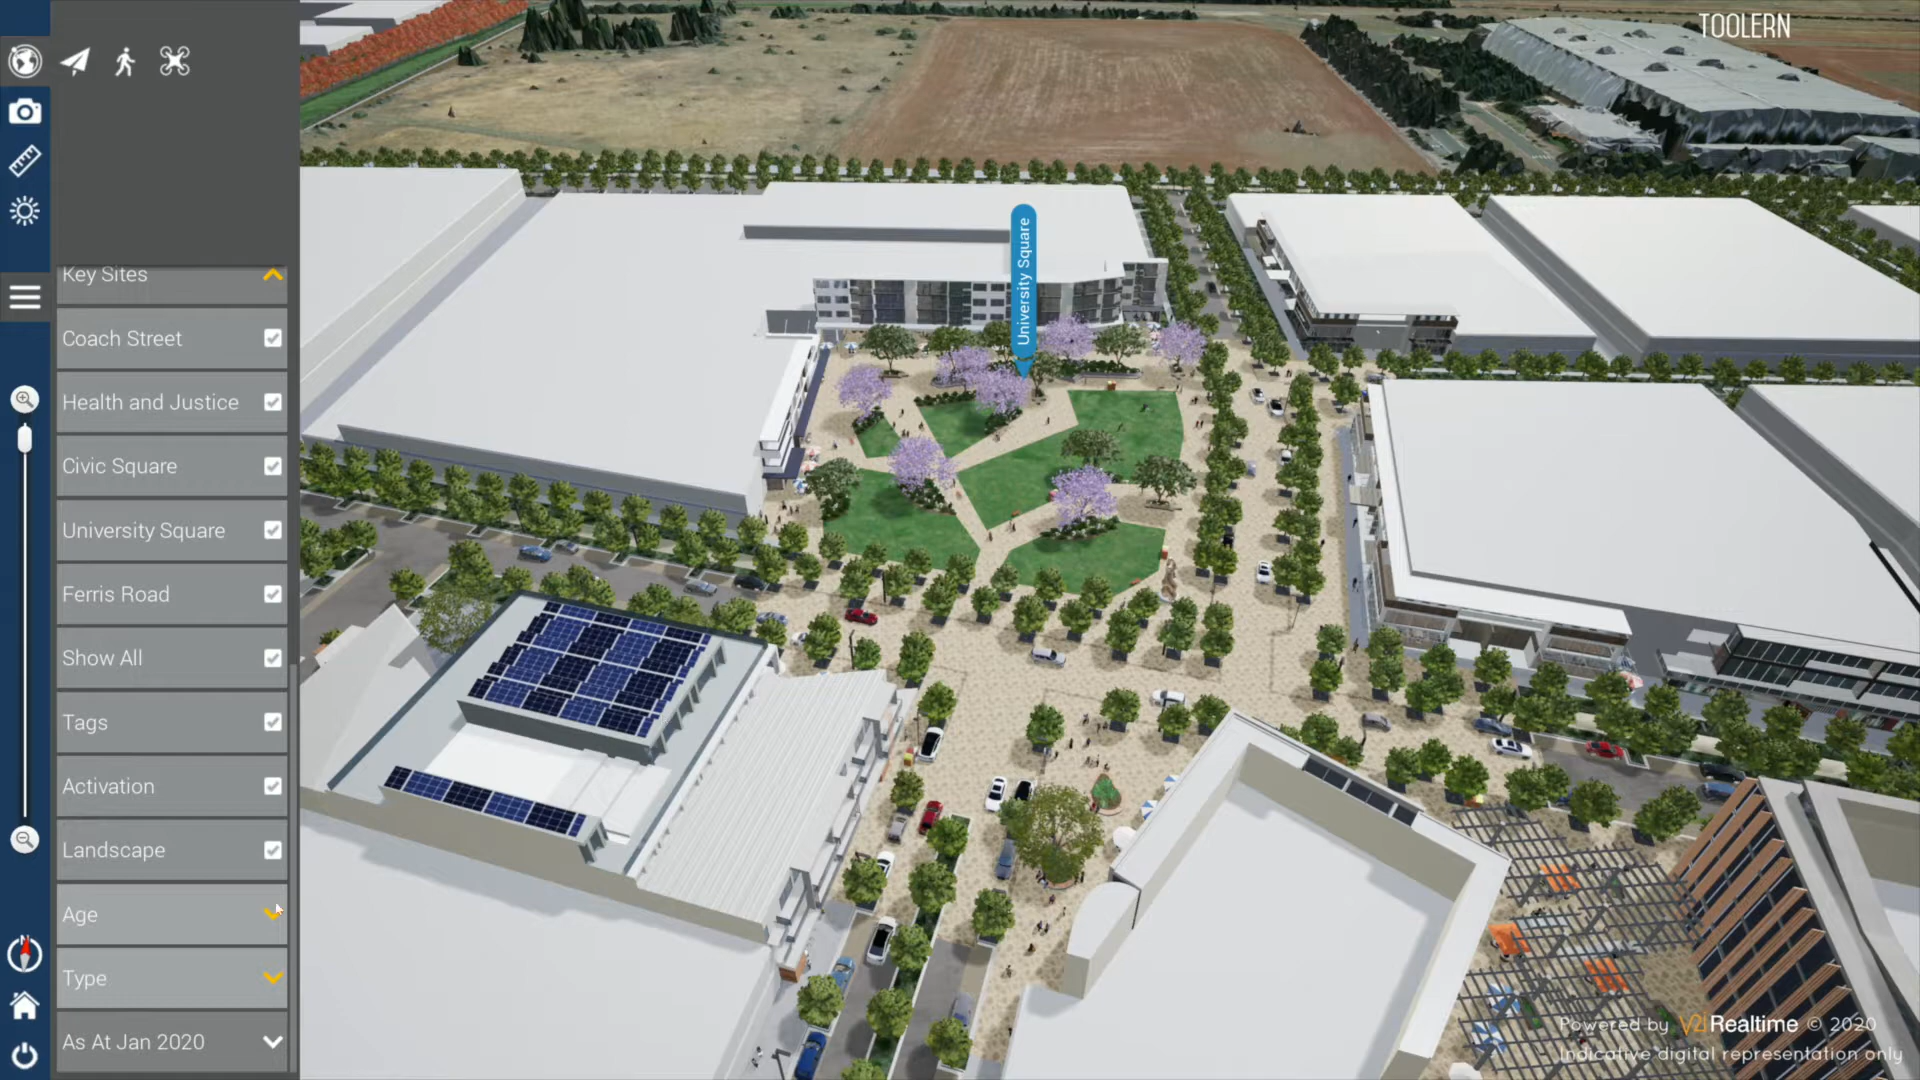 TOOLERN
Key Sites
Coach Street
Health and Justice
Civic Square
University Square
Ferris Road
Show All
Tags
Activation
Landscape
Age
Type
As At Jan 2020
University Square
Powered by V2i Realtime © 2020
Indicative digital representation only